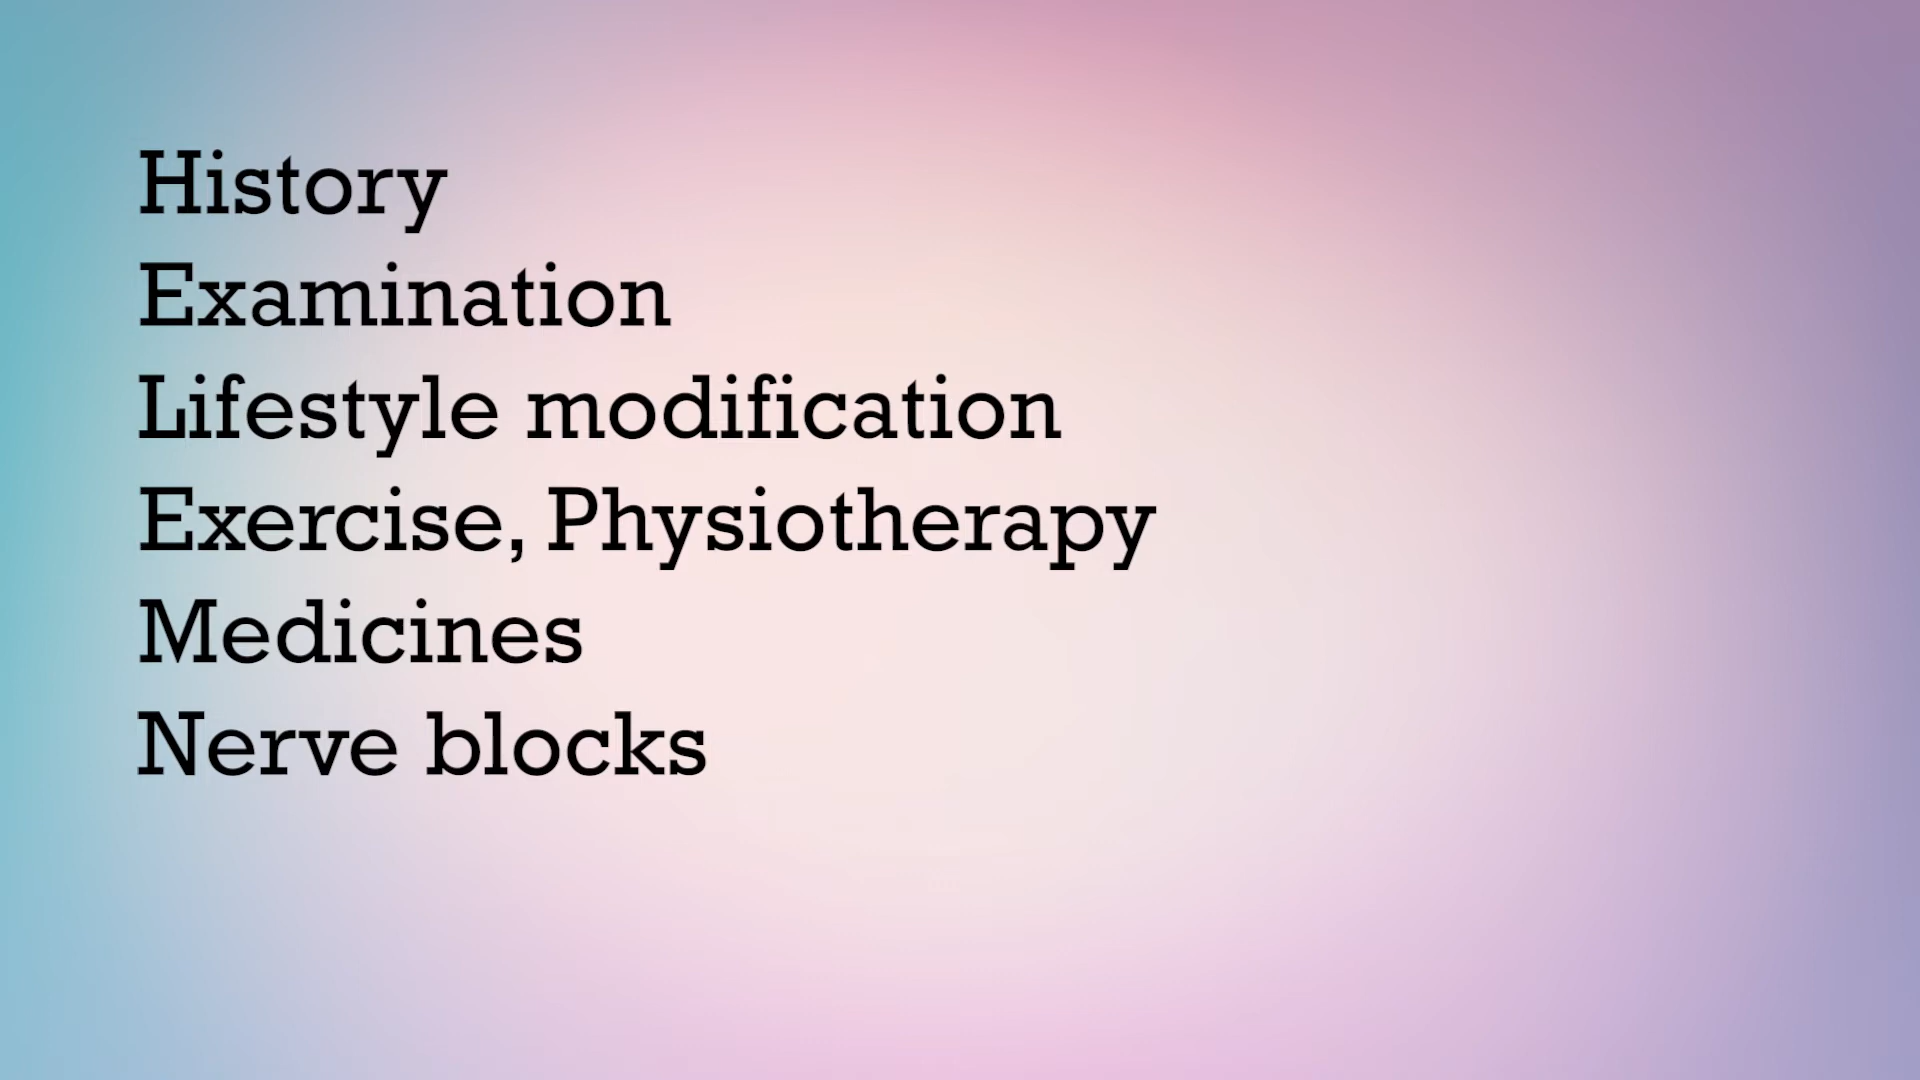 History
Examination
Lifestyle modification
Exercise, Physiotherapy
Medicines
Nerve blocks